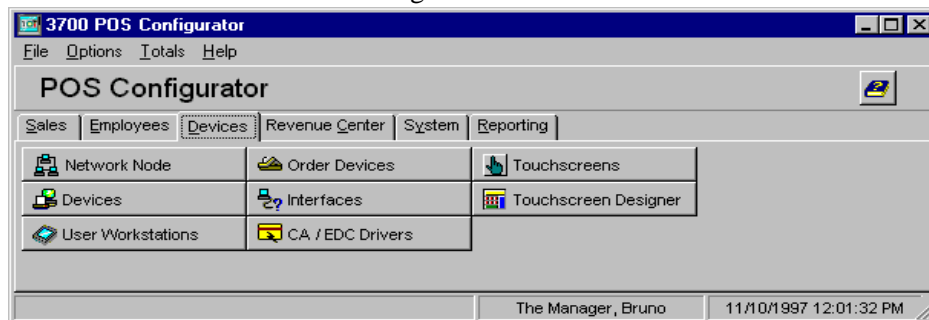 3700 POS Configurator
File Options Totals Help
POS Configurator
Sales Employees Devices Revenue Center System Reporting
Network Node Order Devices Touchscreens
Devices Interfaces Touchscreen Designer
User Workstations CA / EDC Drivers
The Manager, Bruno 11/10/1997 12:01:32 PM